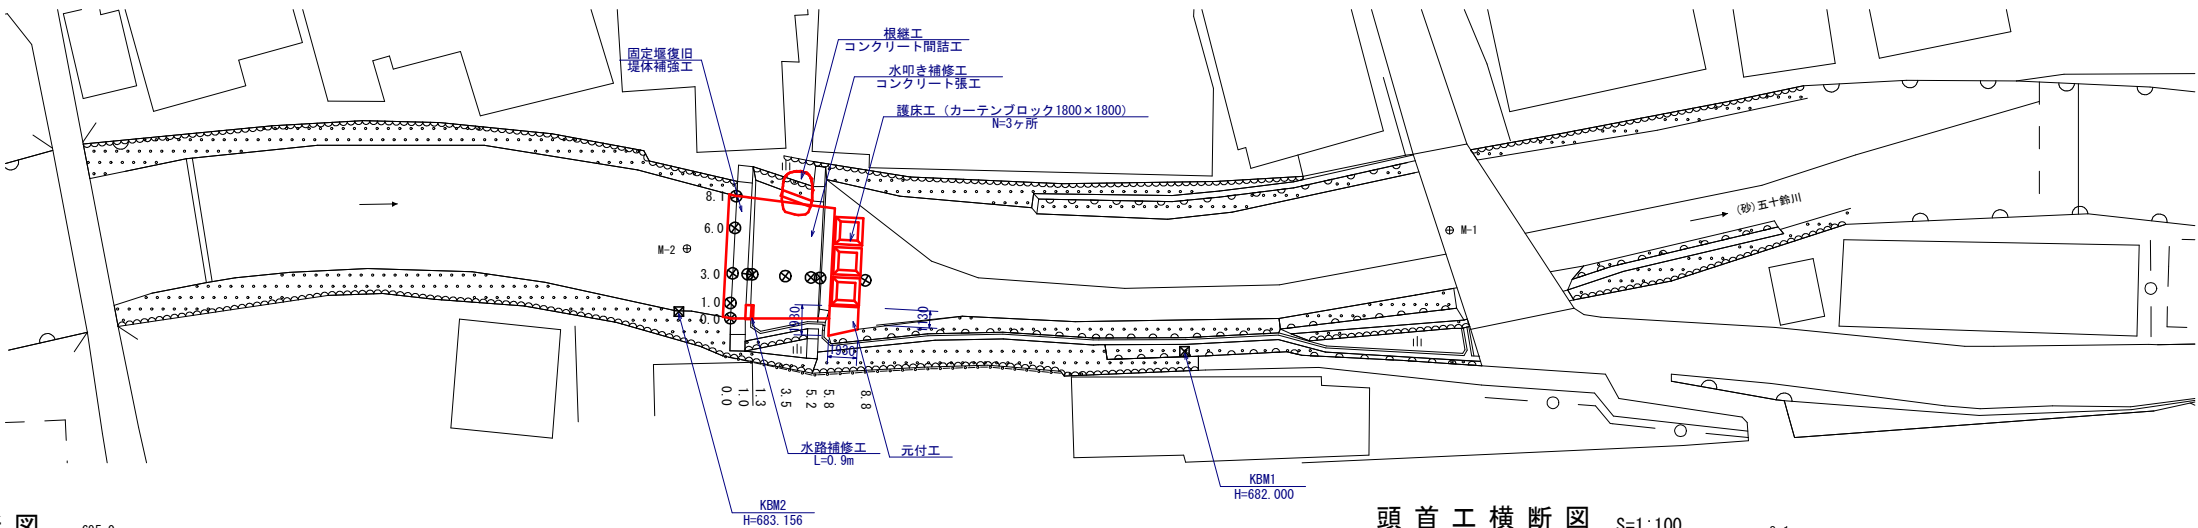 根継工
コンクリート間詰工
固定堰復旧
堤体補強工
水叩き補修工
コンクリート張工
護床工（カーテンブロック1800×1800）
N=3ヶ所
8.1
6.0
3.0
1.0
0.0
M-2
M-1
(砂)五十鈴川
1930
1130
1930
0.0
1.0
1.3
3.5
5.2
5.8
8.8
水路補修工
L=0.9m
元付工
KBM2
H=683.156
KBM1
H=682.000
図
頭首工横断図 S=1:100